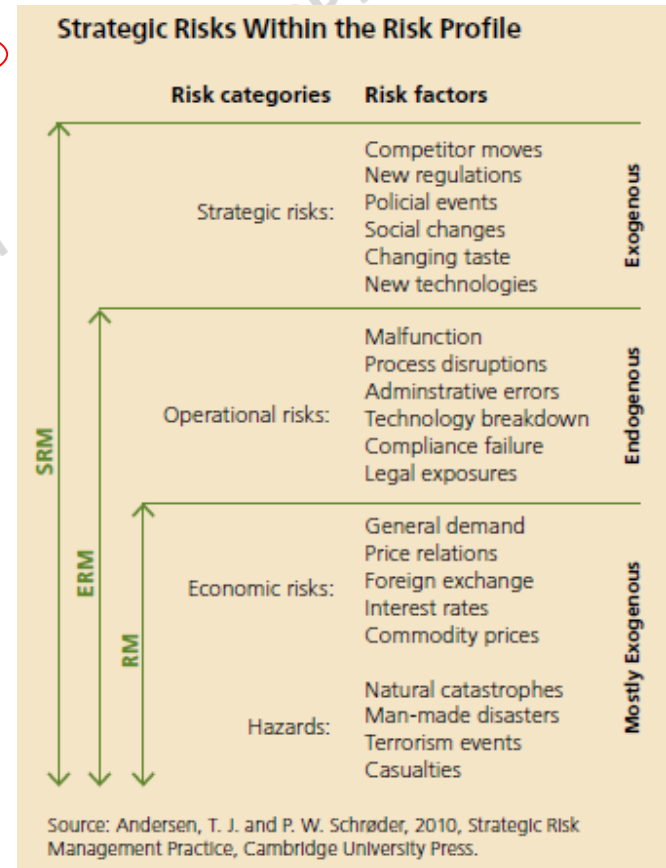 Strategic Risks Within the Risk Profile
Risk categories Risk factors
Strategic risks:
Competitor moves
New regulations
Policial events
Social changes
Changing taste
New technologies
Exogenous
Operational risks:
Malfunction
Process disruptions
Adminstrative errors
Technology breakdown
Compliance failure
Legal exposures
Endogenous
Economic risks:
General demand
Price relations
Foreign exchange
Interest rates
Commodity prices
Hazards:
Natural catastrophes
Man-made disasters
Terrorism events
Casualties
Mostly Exogenous
SRM
ERM
RM
Source: Andersen, T. J. and P. W. Schrøder, 2010, Strategic Risk
Management Practice, Cambridge University Press.